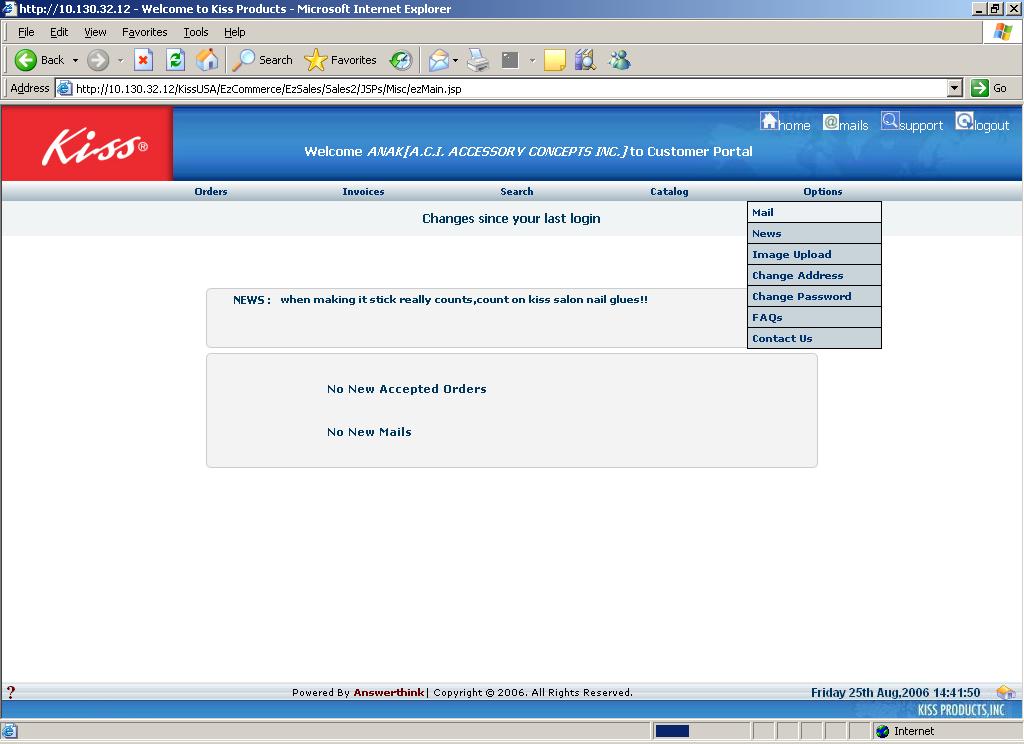 http://10.130.32.12 - Welcome to Kiss Products - Microsoft Internet Explorer
File Edit View Favorites Tools Help
Back Search Favorites
Address http://10.130.32.12/KissUSA/EzCommerce/EzSales/Sales2/JSPs/Misc/ezMain.jsp Go
Kiss®
home @mails support logout
Welcome ANAK[A.C.I. ACCESSORY CONCEPTS INC.]to Customer Portal
Orders Invoices Search Catalog Options
Changes since your last login
Mail
News
Image Upload
Change Address
Change Password
FAQs
Contact Us
NEWS : when making it stick really counts,count on kiss salon nail glues!!
No New Accepted Orders
No New Mails
? Powered By Answerthink| Copyright © 2006. All Rights Reserved. Friday 25th Aug,2006 14:41:50
KISS PRODUCTS,INC
Internet